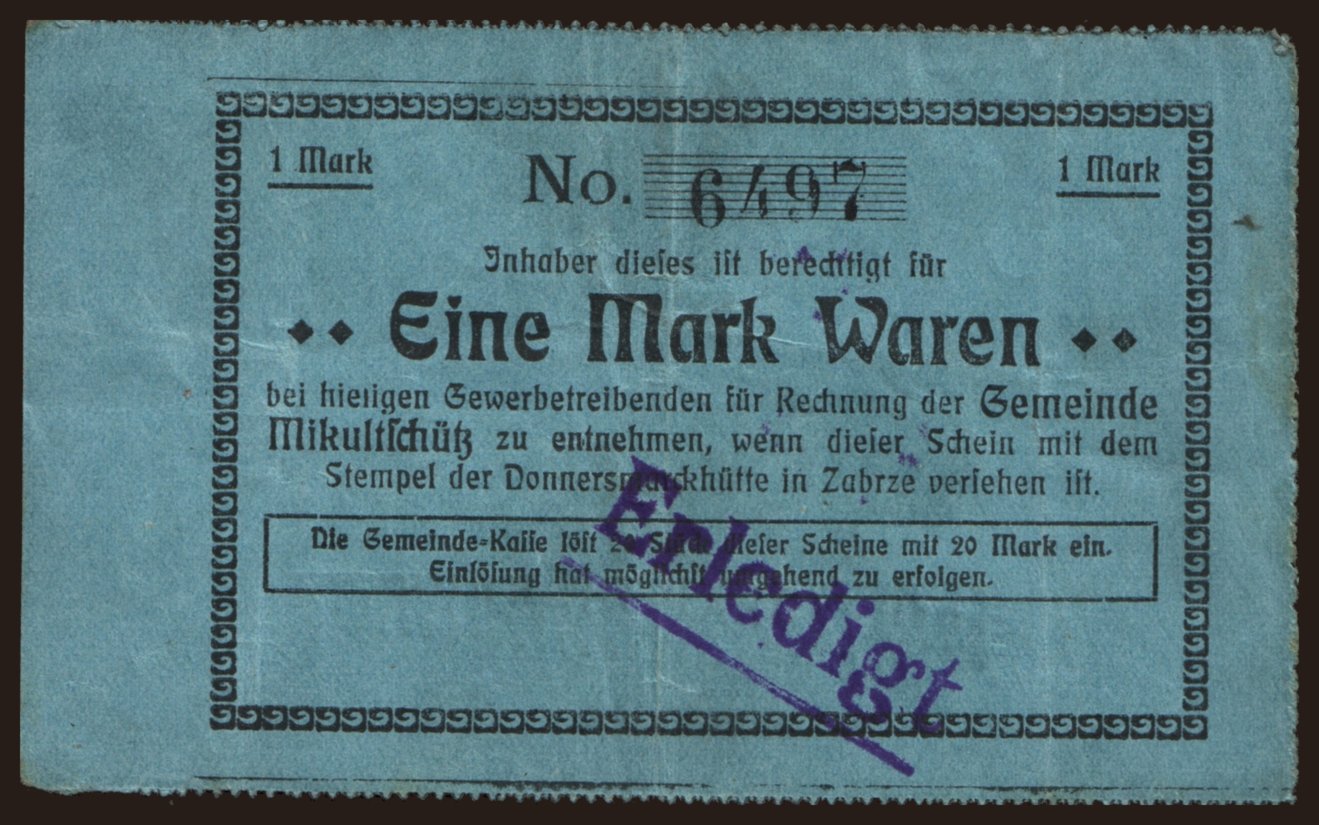 1 Mark No. 6497 1 Mark
Inhaber dieses ist berechtigt für
Eine Mark Waren
bei hiesigen Gewerbetreibenden für Rechnung der Gemeinde
Mikultschütz zu entnehmen, wenn dieser Schein mit dem
Stempel der Donnersmarckhütte in Zabrze versehen ist.
Die Gemeinde-Kasse löst 20 Stück dieser Scheine mit 20 Mark ein.
Einlösung hat möglichst umgehend zu erfolgen.
Erledigt